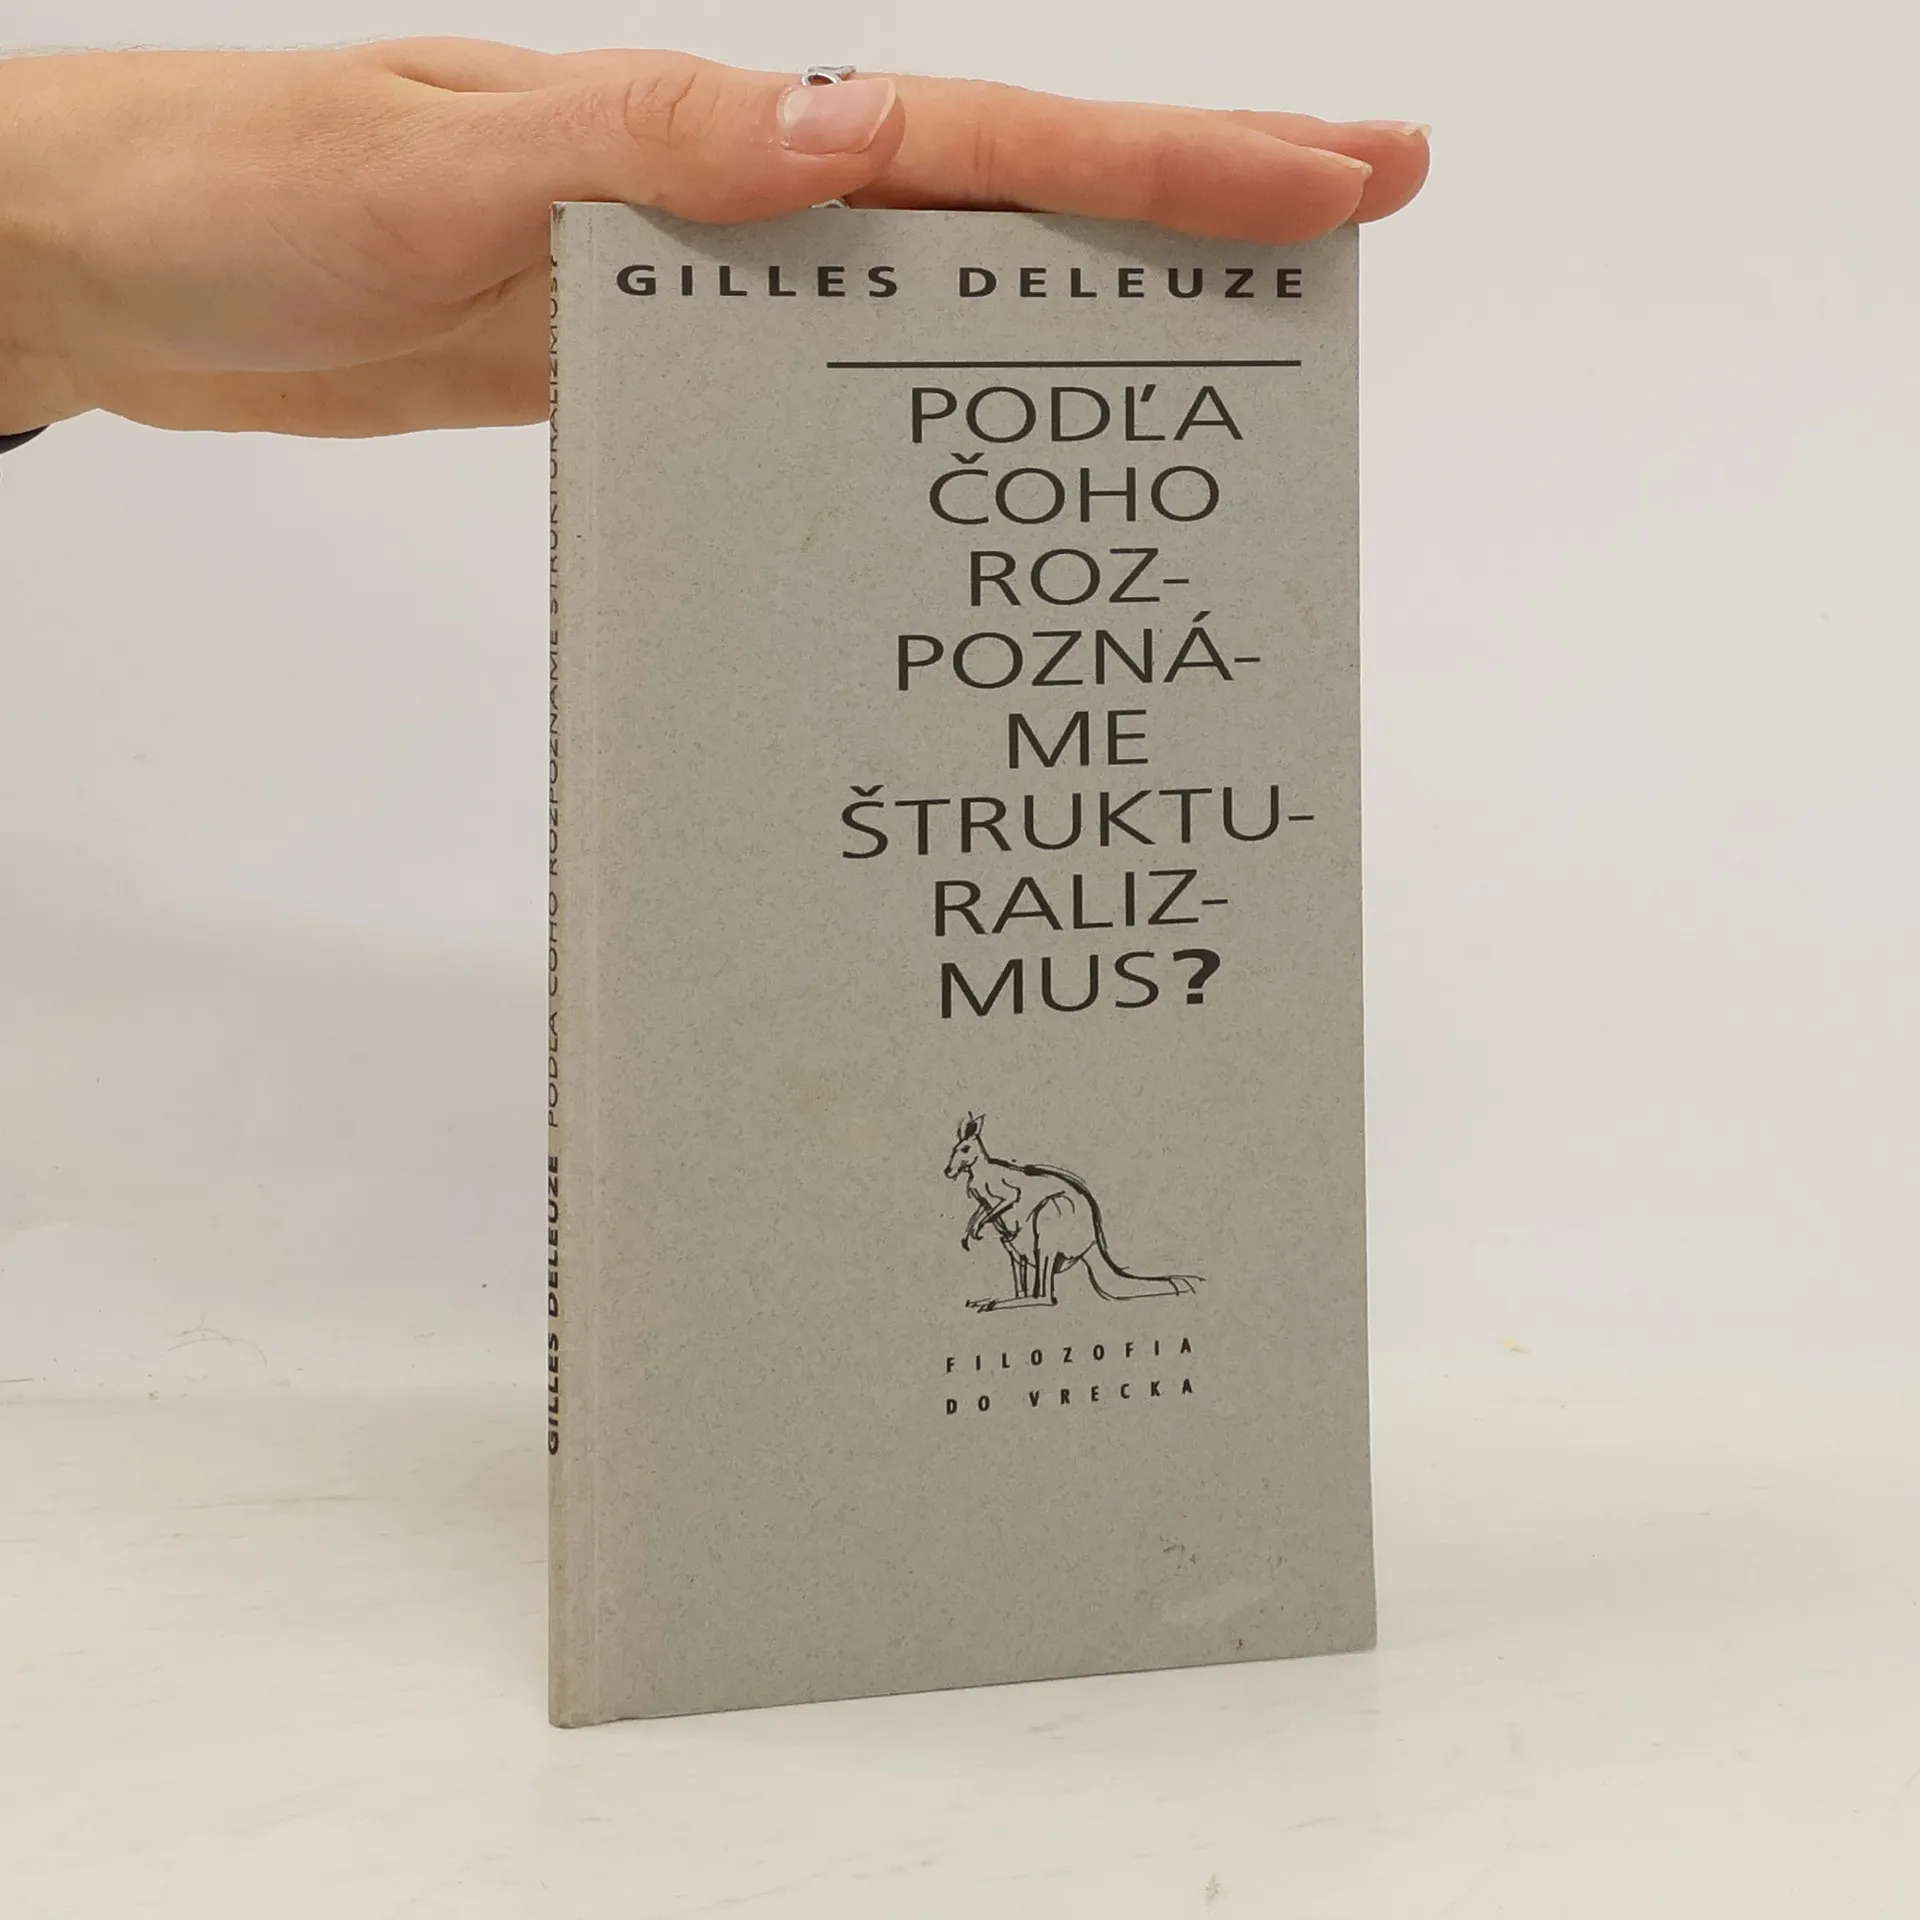 GILLES DELEUZE
PODĽA
ČOHO
ROZ-
POZNÁ-
ME
ŠTRUKTU-
RALIZ-
MUS?
FILOZOFIA
DO VRECKA
GILLES DELEUZE PODĽA ČOHO ROZPOZNÁME ŠTRUKTURALIZMUS?